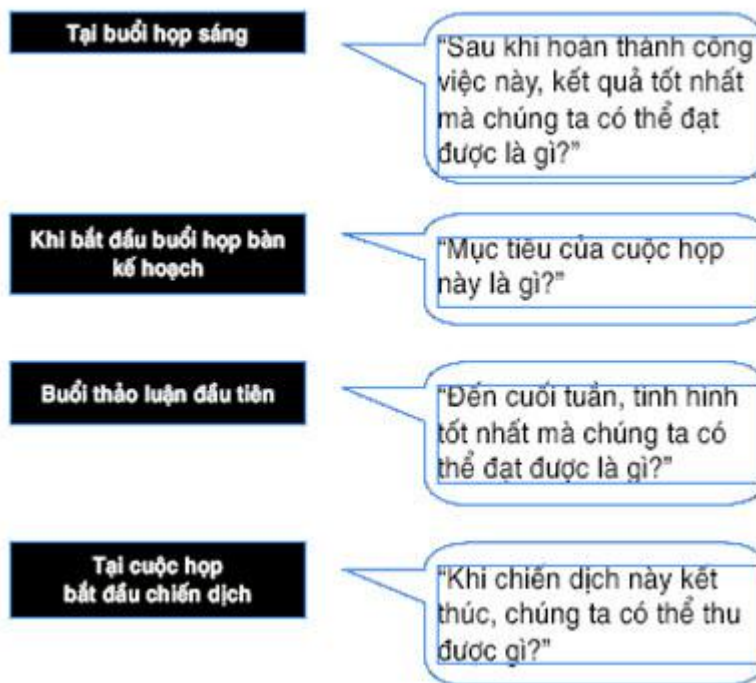 Tại buổi họp sáng
“Sau khi hoàn thành công
việc này, kết quả tốt nhất
mà chúng ta có thể đạt
được là gì?”
Khi bắt đầu buổi họp bàn
kế hoạch
“Mục tiêu của cuộc họp
này là gì?”
Buổi thảo luận đầu tiên
“Đến cuối tuần, tình hình
tốt nhất mà chúng ta có
thể đạt được là gì?”
Tại cuộc họp
bắt đầu chiến dịch
“Khi chiến dịch này kết
thúc, chúng ta có thể thu
được gì?”